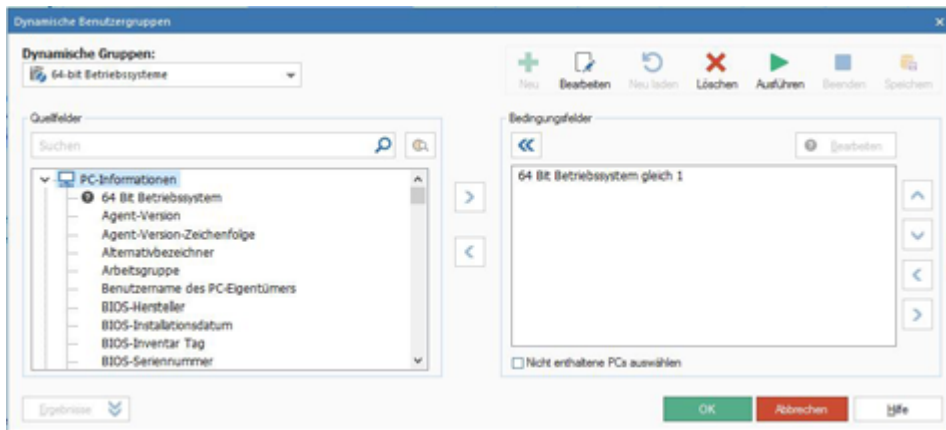 Dynamische Benutzergruppen
Dynamische Gruppen:
64-bit Betriebssysteme
Neu Bearbeiten Neu laden Löschen Ausführen Beenden Speichern
Quellfelder
Suchen
PC-Informationen
64 Bit Betriebssystem
Agent-Version
Agent-Version-Zeichenfolge
Alternativbezeichner
Arbeitsgruppe
Benutzername des PC-Eigentümers
BIOS-Hersteller
BIOS-Installationsdatum
BIOS-Inventar Tag
BIOS-Seriennummer
Bedingungsfelder
Bearbeiten
64 Bit Betriebssystem gleich 1
Nicht enthaltene PCs auswählen
Ergebnisse
OK Abbrechen Hilfe